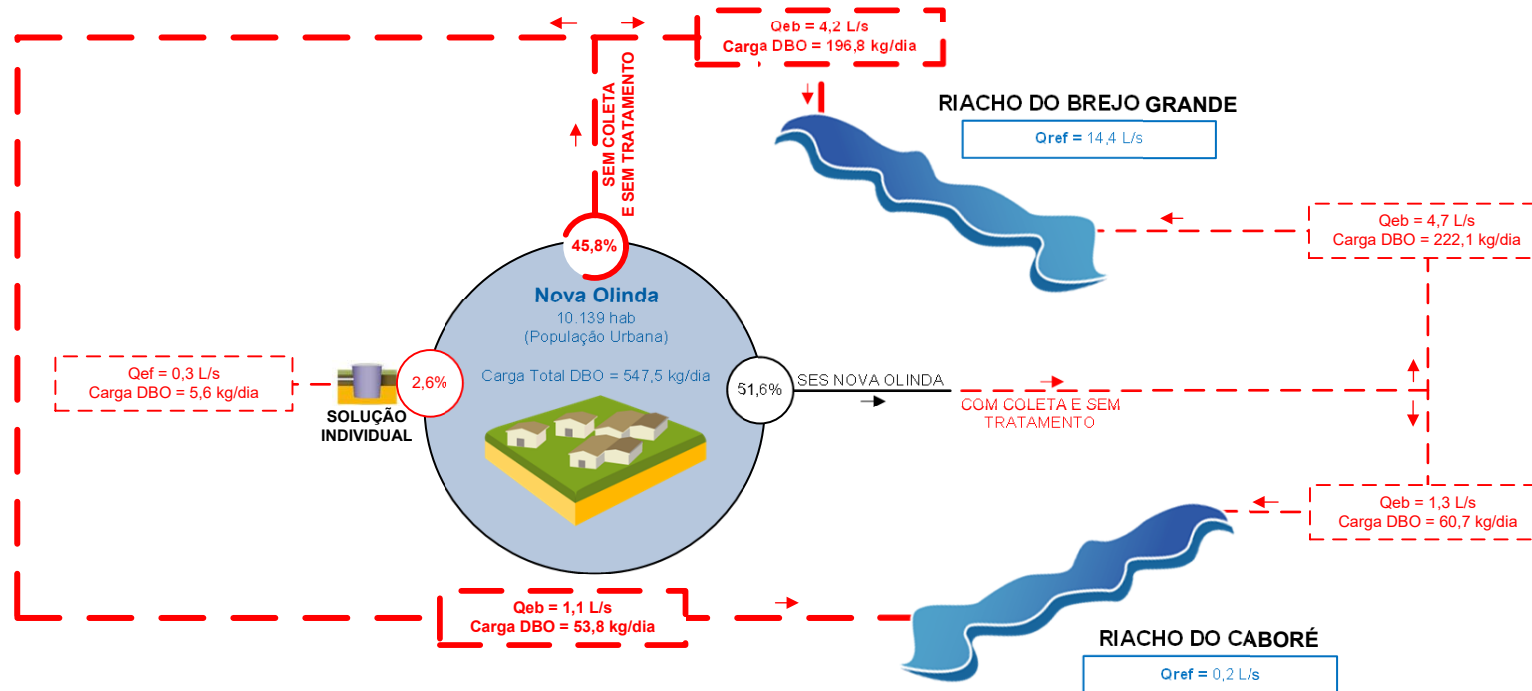 Qeb = 4,2 L/s
Carga DBO = 196,8 kg/dia
SEM COLETA
E SEM TRATAMENTO
RIACHO DO BREJO GRANDE
Qref = 14,4 L/s
Qeb = 4,7 L/s
Carga DBO = 222,1 kg/dia
45,8%
Nova Olinda
10.139 hab
(População Urbana)
Carga Total DBO = 547,5 kg/dia
Qef = 0,3 L/s
Carga DBO = 5,6 kg/dia
SOLUÇÃO
INDIVIDUAL
2,6%
51,6%
SES NOVA OLINDA
COM COLETA E SEM
TRATAMENTO
Qeb = 1,3 L/s
Carga DBO = 60,7 kg/dia
Qeb = 1,1 L/s
Carga DBO = 53,8 kg/dia
RIACHO DO CABORÉ
Qref = 0,2 L/s